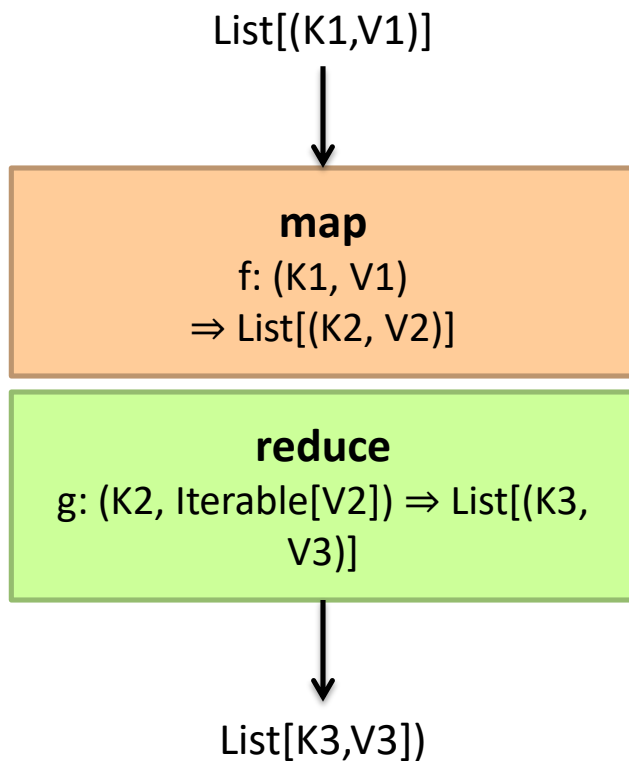 List[(K1,V1)]
map
f: (K1, V1)
⇒ List[(K2, V2)]
reduce
g: (K2, Iterable[V2]) ⇒ List[(K3,
V3)]
List[K3,V3])